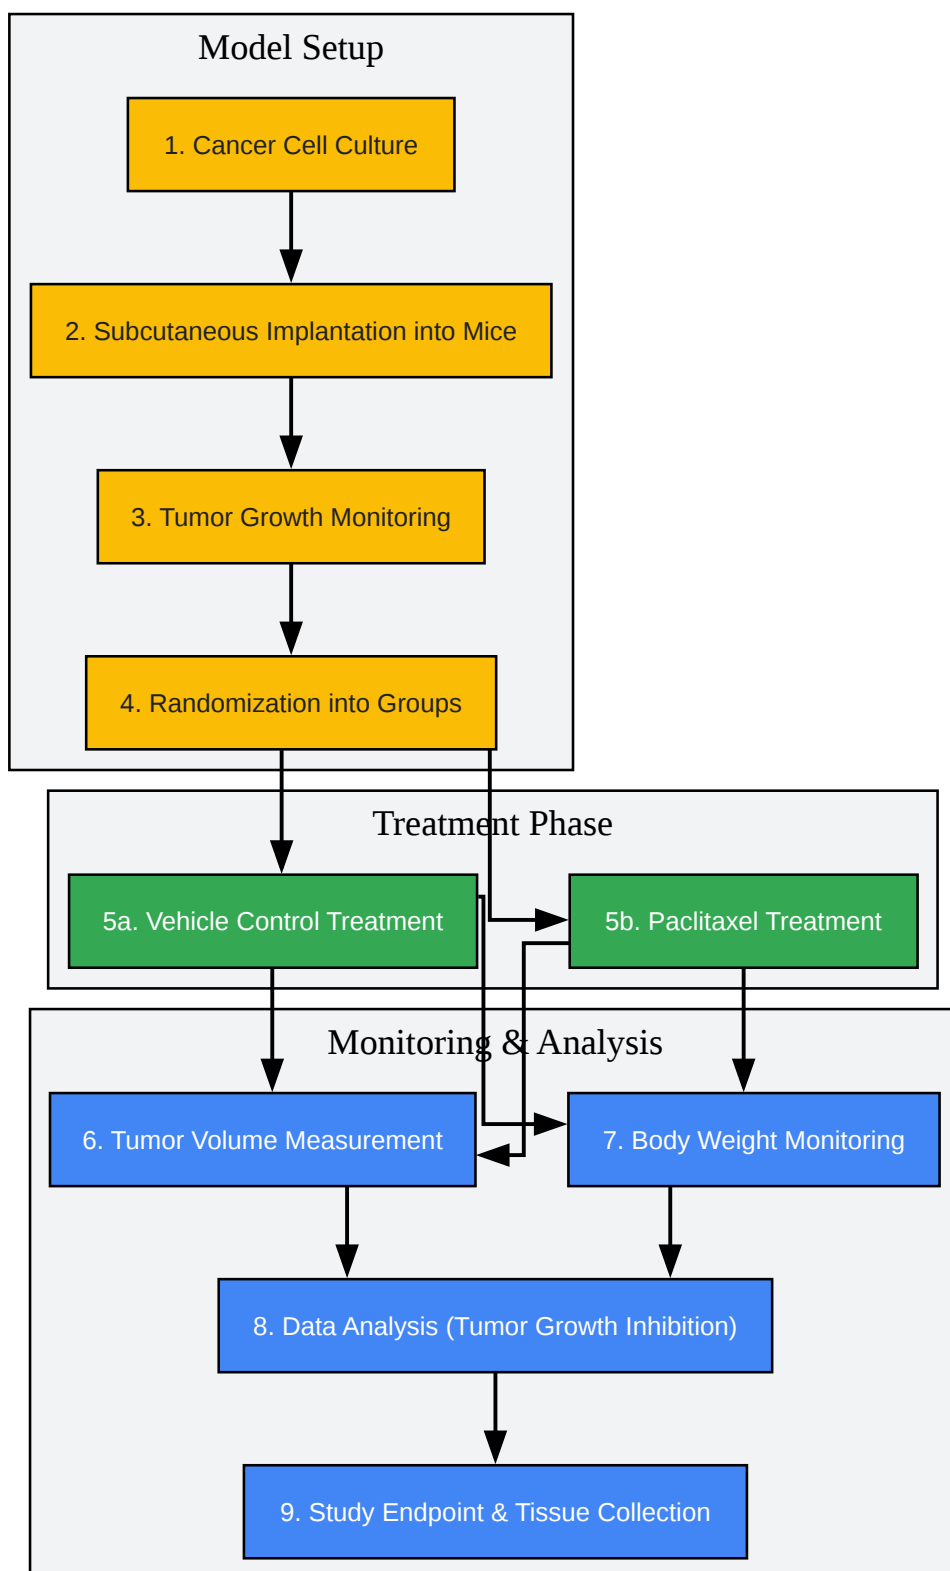 Model Setup
1. Cancer Cell Culture
2. Subcutaneous Implantation into Mice
3. Tumor Growth Monitoring
4. Randomization into Groups
Treatment Phase
5a. Vehicle Control Treatment
5b. Paclitaxel Treatment
Monitoring & Analysis
6. Tumor Volume Measurement
7. Body Weight Monitoring
8. Data Analysis (Tumor Growth Inhibition)
9. Study Endpoint & Tissue Collection